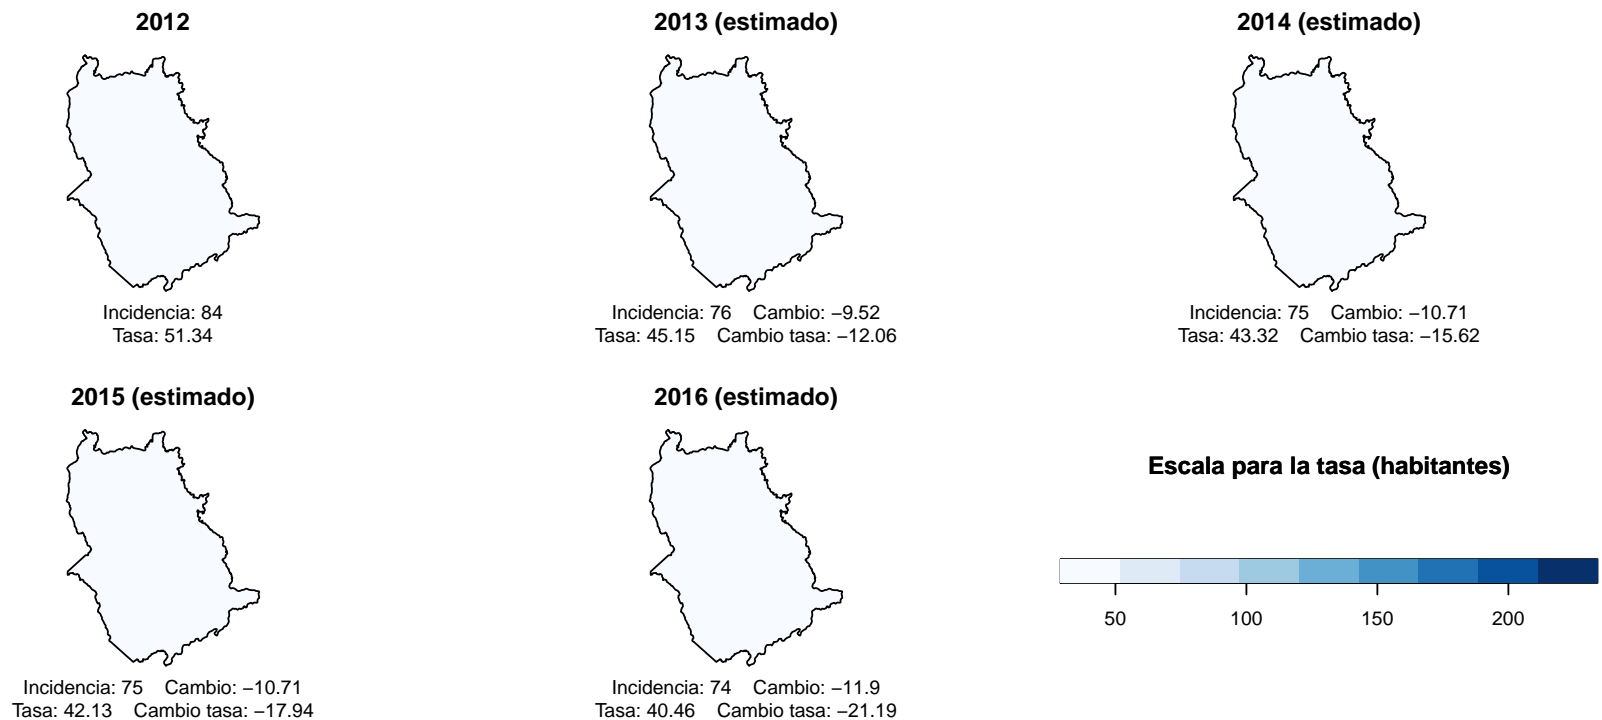 2012
Incidencia: 84
Tasa: 51.34
2013 (estimado)
Incidencia: 76 Cambio: −9.52
Tasa: 45.15 Cambio tasa: −12.06
2014 (estimado)
Incidencia: 75 Cambio: −10.71
Tasa: 43.32 Cambio tasa: −15.62
2015 (estimado)
Incidencia: 75 Cambio: −10.71
Tasa: 42.13 Cambio tasa: −17.94
2016 (estimado)
Incidencia: 74 Cambio: −11.9
Tasa: 40.46 Cambio tasa: −21.19
Escala para la tasa (habitantes)
50 100 150 200